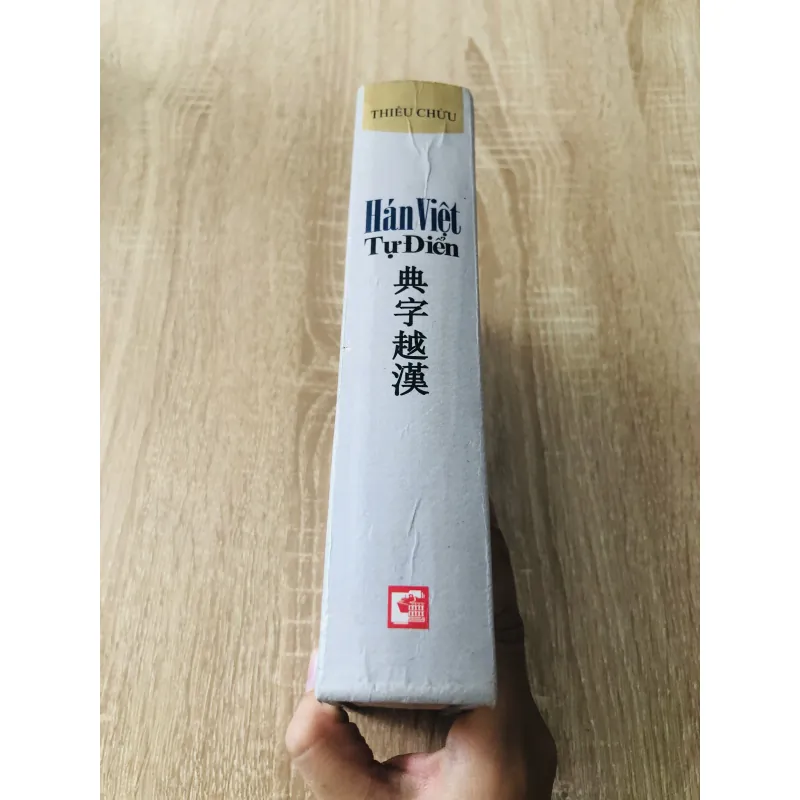 THIỀU CHỬU
Hán Việt
Tự Điển
典字越漢